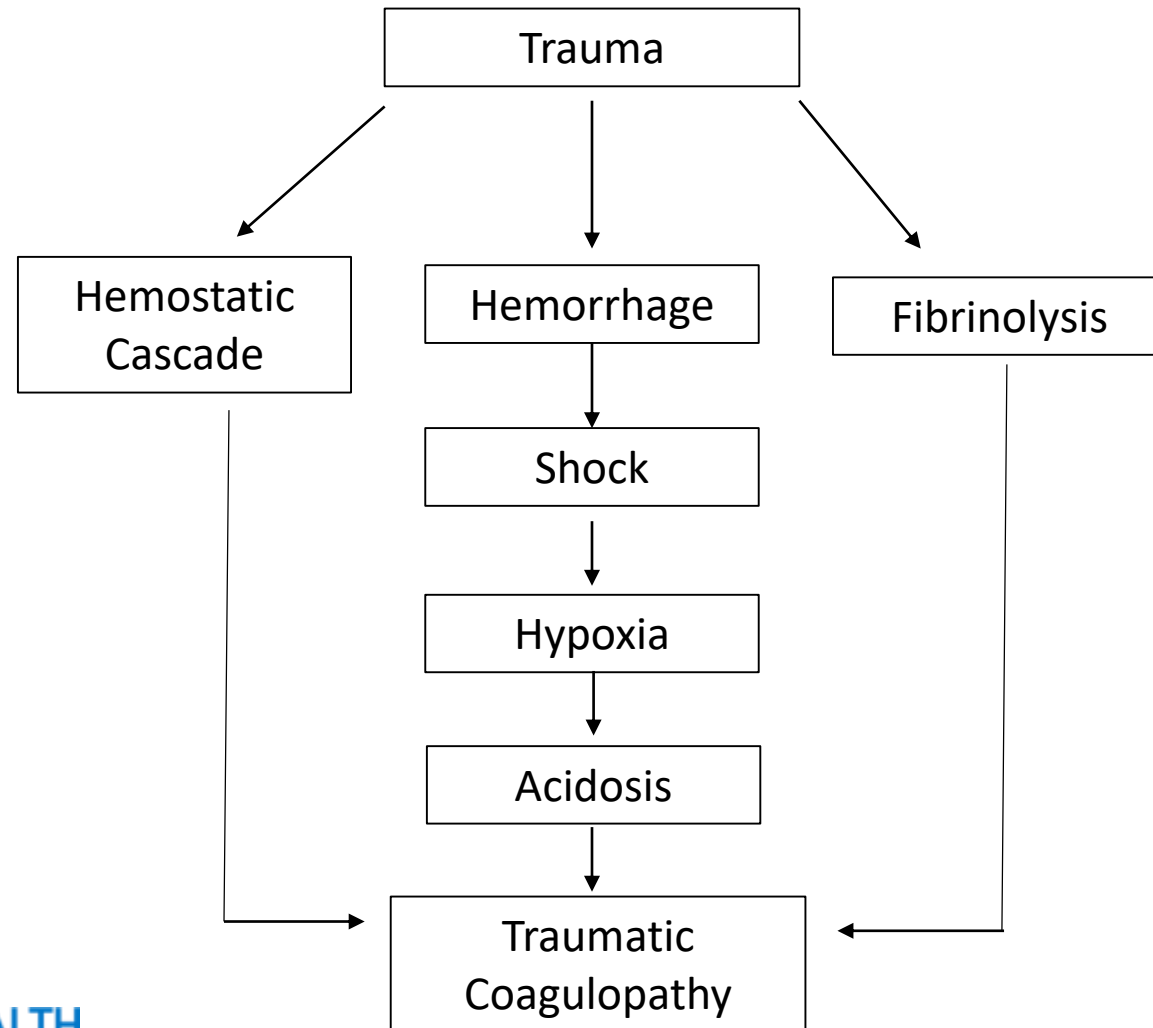 Trauma
Hemostatic
Cascade
Hemorrhage
Fibrinolysis
Shock
Hypoxia
Acidosis
Traumatic
Coagulopathy